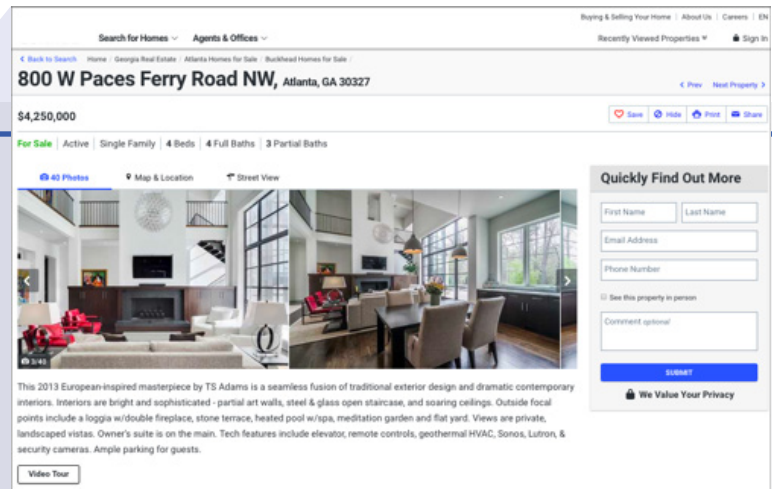 Buying & Selling Your Home | About Us | Careers | EN
Search for Homes Agents & Offices Recently Viewed Properties Sign In
Back to Search Home / Georgia Real Estate / Atlanta Homes for Sale / Buckhead Homes for Sale /
800 W Paces Ferry Road NW, Atlanta, GA 30327
< Prev Next Property >
$4,250,000
Save Hide Print Share
For Sale | Active | Single Family | 4 Beds | 4 Full Baths | 3 Partial Baths
40 Photos Map & Location Street View
3/40
This 2013 European-inspired masterpiece by TS Adams is a seamless fusion of traditional exterior design and dramatic contemporary
interiors. Interiors are bright and sophisticated - partial art walls, steel & glass open staircase, and soaring ceilings. Outside focal
points include a loggia w/double fireplace, stone terrace, heated pool w/spa, meditation garden and flat yard. Views are private,
landscaped vistas. Owner's suite is on the main. Tech features include elevator, remote controls, geothermal HVAC, Sonos, Lutron, &
security cameras. Ample parking for guests.
Video Tour
Quickly Find Out More
First Name Last Name
Email Address
Phone Number
See this property in person
Comment optional
SUBMIT
We Value Your Privacy